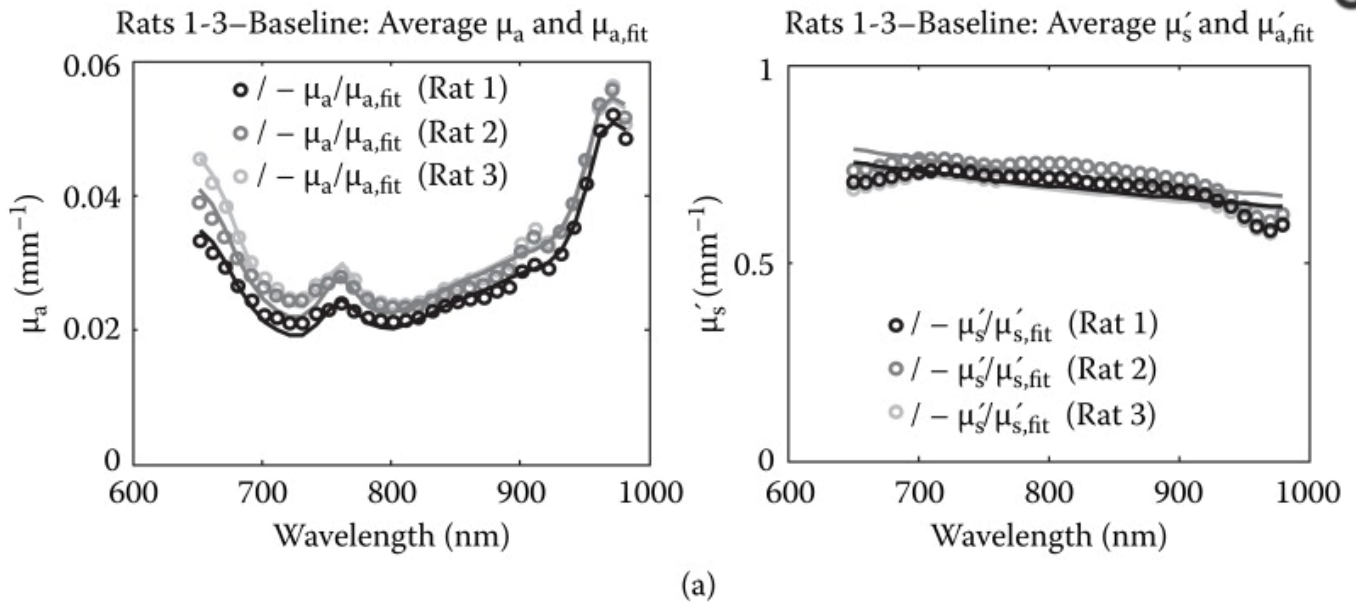 Rats 1-3–Baseline: Average μa and μa,fit
0.06
0.04
0.02
0
μa (mm−1)
/ − μa/μa,fit (Rat 1)
/ − μa/μa,fit (Rat 2)
/ − μa/μa,fit (Rat 3)
600 700 800 900 1000
Wavelength (nm)
Rats 1-3–Baseline: Average μs′ and μ′a,fit
1
0.5
0
μs′ (mm−1)
/ − μs′/μ′s,fit (Rat 1)
/ − μs′/μ′s,fit (Rat 2)
/ − μs′/μ′s,fit (Rat 3)
600 700 800 900 1000
Wavelength (nm)
(a)